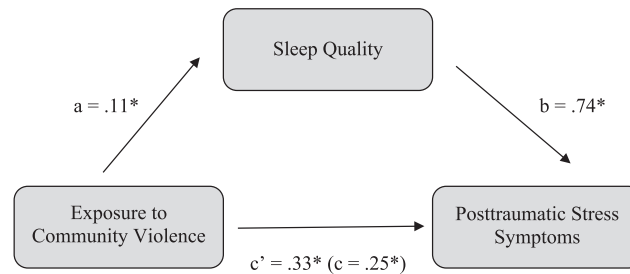 Sleep Quality
a = .11*
b = .74*
Exposure to
Community Violence
Posttraumatic Stress
Symptoms
c’ = .33* (c = .25*)